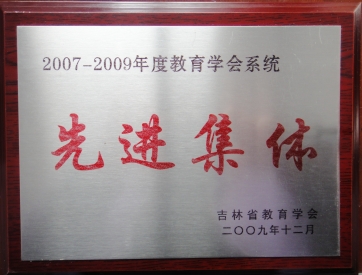 2007-2009年度教育学会系统
先进集体
吉林省教育学会
二〇〇九年十二月